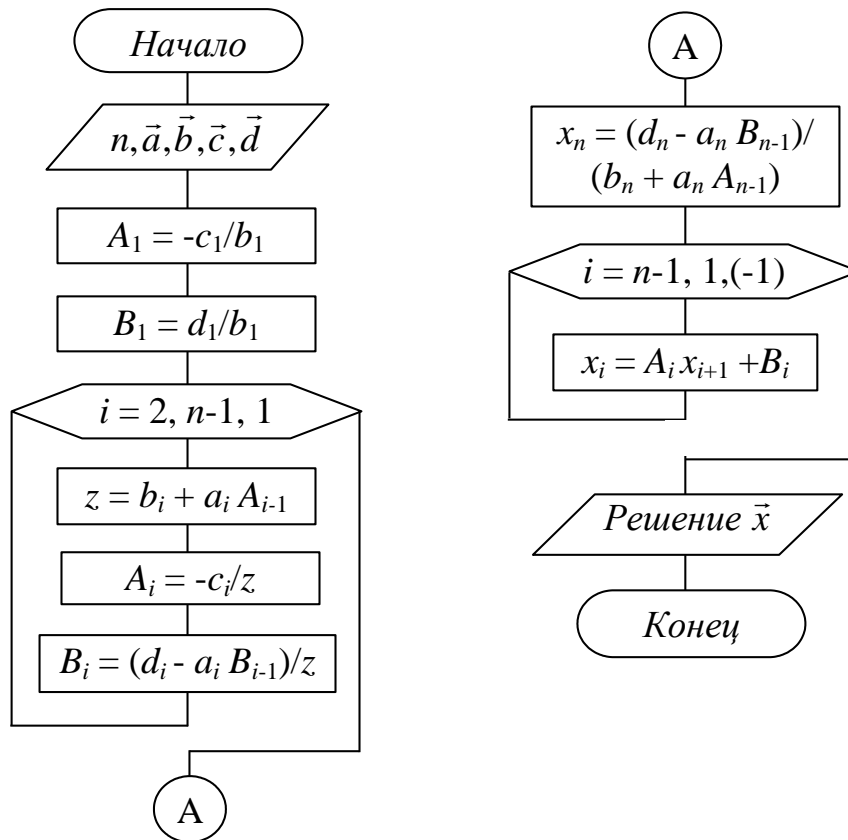 Начало
n, a⃗, b⃗, c⃗, d⃗
A₁ = -c₁/b₁
B₁ = d₁/b₁
i = 2, n-1, 1
z = bᵢ + aᵢ Aᵢ₋₁
Aᵢ = -cᵢ/z
Bᵢ = (dᵢ - aᵢ Bᵢ₋₁)/z
A
A
xₙ = (dₙ - aₙ Bₙ₋₁)/
(bₙ + aₙ Aₙ₋₁)
i = n-1, 1,(-1)
xᵢ = Aᵢ xᵢ₊₁ +Bᵢ
Решение x⃗
Конец